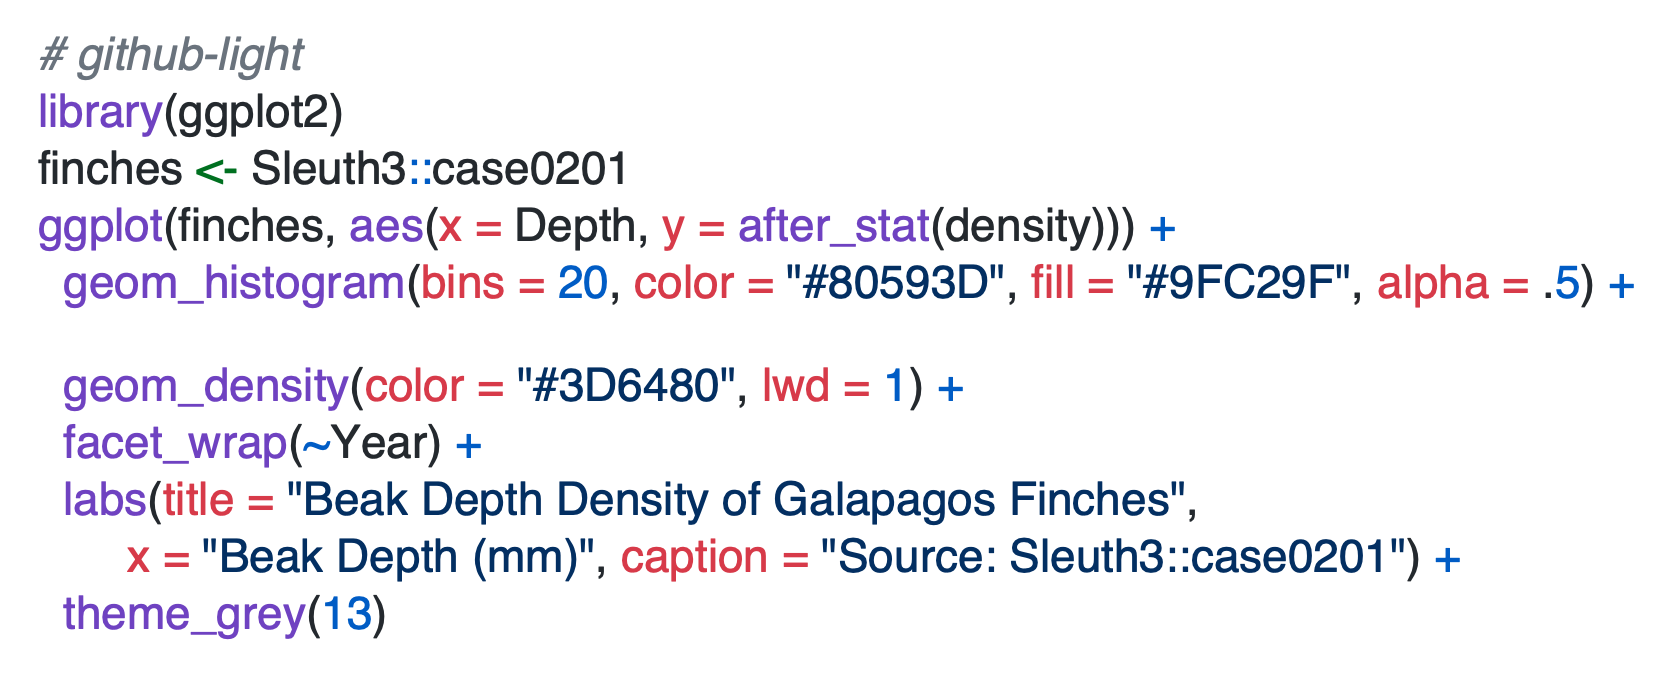 # github-light
library(ggplot2)
finches <- Sleuth3::case0201
ggplot(finches, aes(x = Depth, y = after_stat(density))) +
  geom_histogram(bins = 20, color = "#80593D", fill = "#9FC29F", alpha = .5) +
  geom_density(color = "#3D6480", lwd = 1) +
  facet_wrap(~Year) +
  labs(title = "Beak Depth Density of Galapagos Finches",
       x = "Beak Depth (mm)", caption = "Source: Sleuth3::case0201") +
  theme_grey(13)